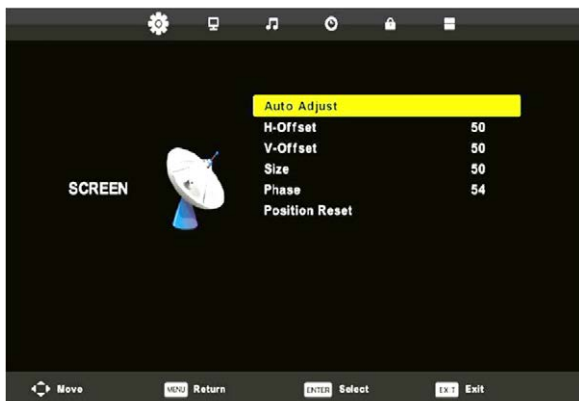 Auto Adjust
H-Offset 50
V-Offset 50
Size 50
SCREEN
Phase 54
Position Reset
Move MENU Return ENTER Select EXIT Exit